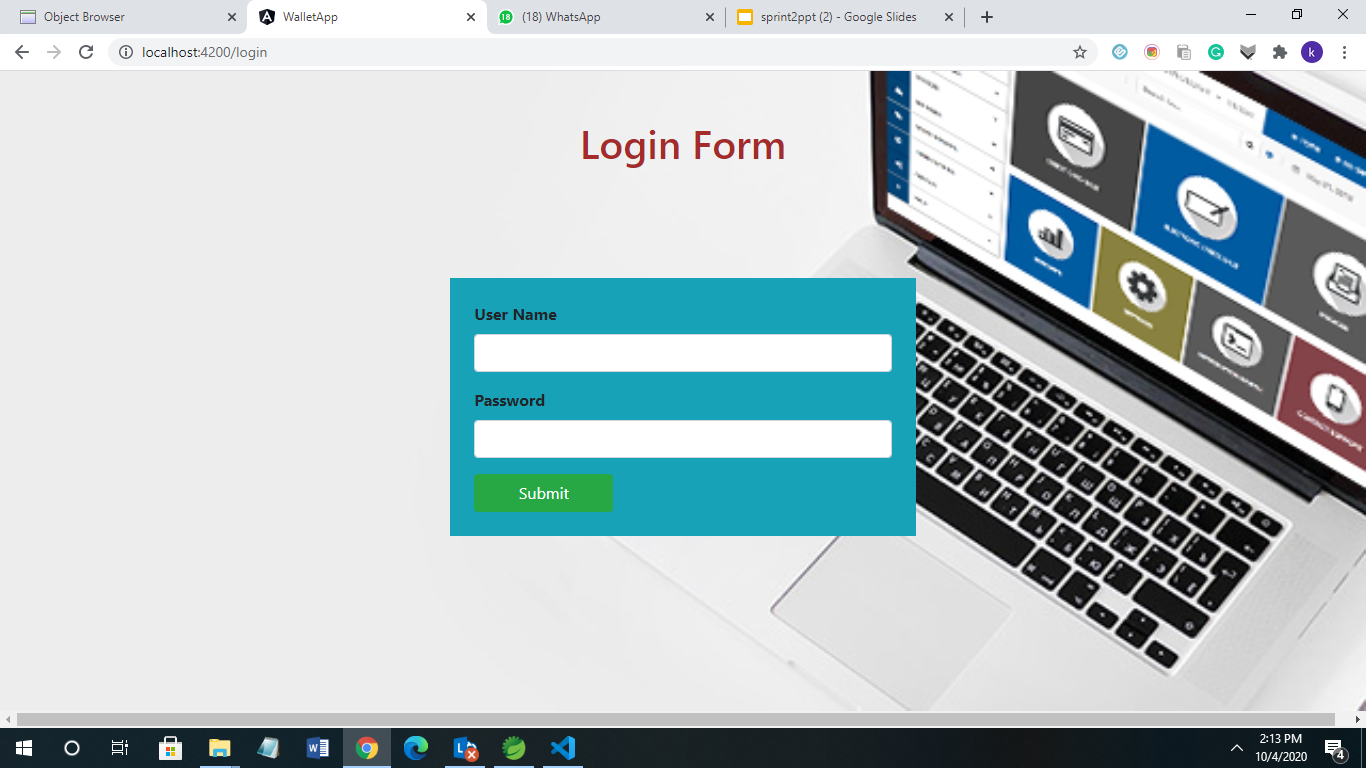 Object Browser
WalletApp
(18) WhatsApp
sprint2ppt (2) - Google Slides
localhost:4200/login
k
Login Form
User Name
Password
Submit
2:13 PM
10/4/2020
4